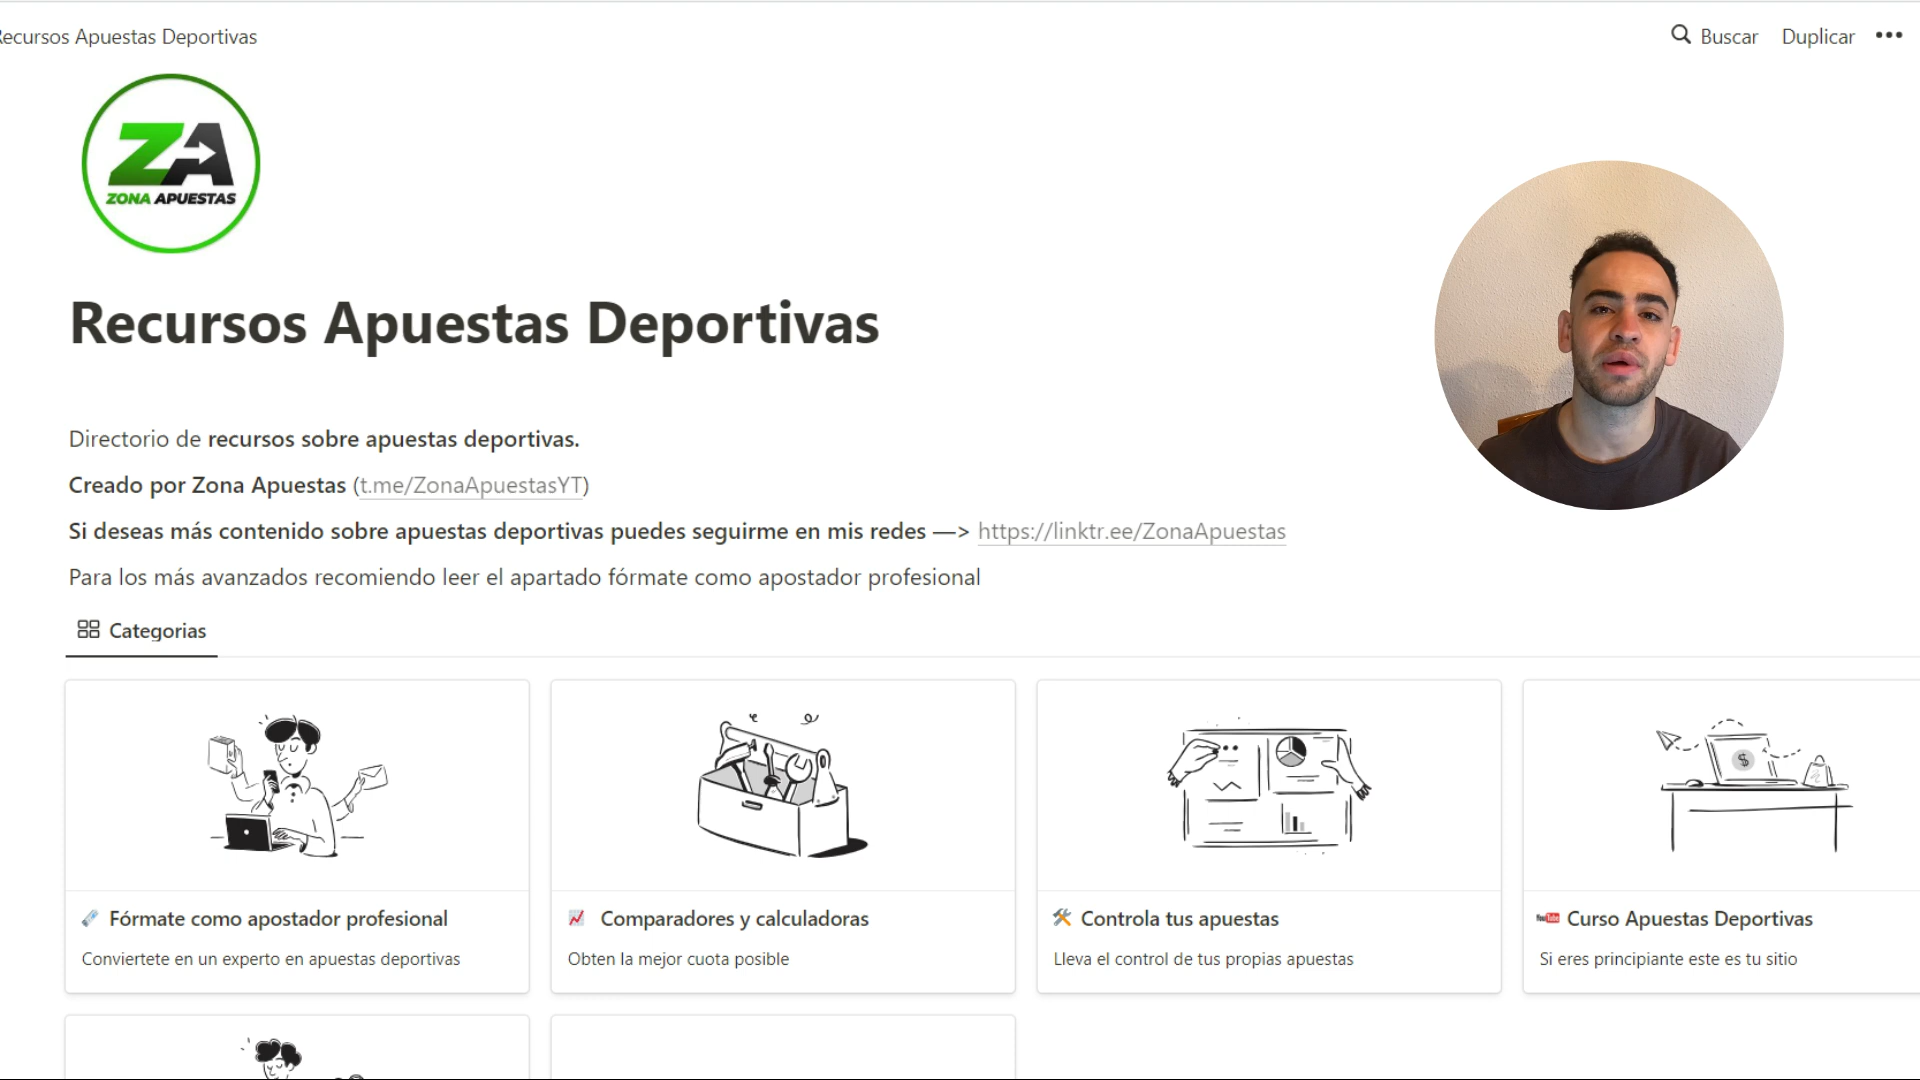 Recursos Apuestas Deportivas
Buscar
Duplicar
ZA
ZONA APUESTAS
Recursos Apuestas Deportivas
Directorio de recursos sobre apuestas deportivas.
Creado por Zona Apuestas (t.me/ZonaApuestasYT)
Si deseas más contenido sobre apuestas deportivas puedes seguirme en mis redes —> https://linktr.ee/ZonaApuestas
Para los más avanzados recomiendo leer el apartado fórmate como apostador profesional
Categorias
Fórmate como apostador profesional
Conviertete en un experto en apuestas deportivas
Comparadores y calculadoras
Obten la mejor cuota posible
Controla tus apuestas
Lleva el control de tus propias apuestas
$
YouTube
Curso Apuestas Deportivas
Si eres principiante este es tu sitio